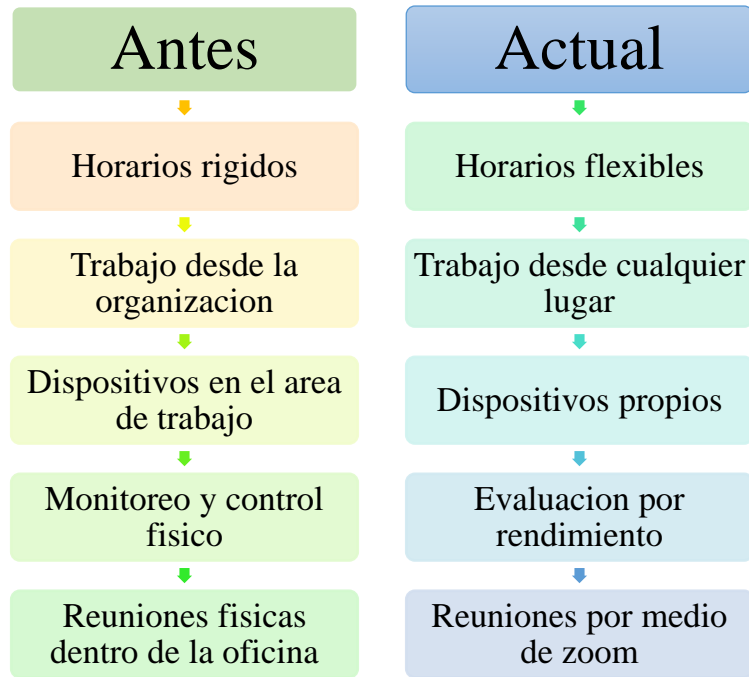 Antes
Horarios rigidos
Trabajo desde la
organizacion
Dispositivos en el area
de trabajo
Monitoreo y control
fisico
Reuniones fisicas
dentro de la oficina
Actual
Horarios flexibles
Trabajo desde cualquier
lugar
Dispositivos propios
Evaluacion por
rendimiento
Reuniones por medio
de zoom